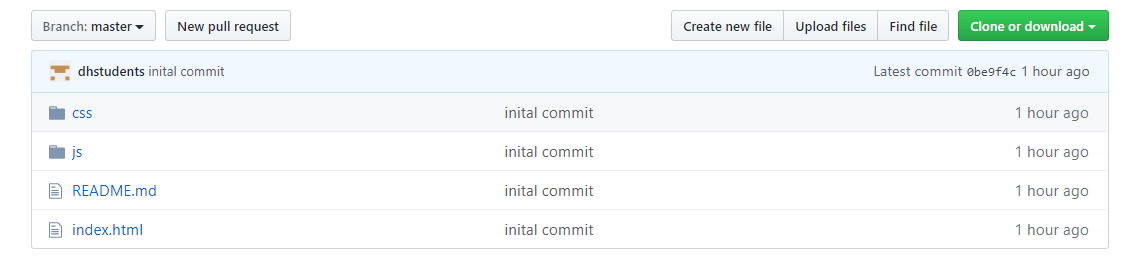 Branch: master New pull request Create new file Upload files Find file Clone or download
dhstudents inital commit Latest commit 0be9f4c 1 hour ago
css inital commit 1 hour ago
js inital commit 1 hour ago
README.md inital commit 1 hour ago
index.html inital commit 1 hour ago